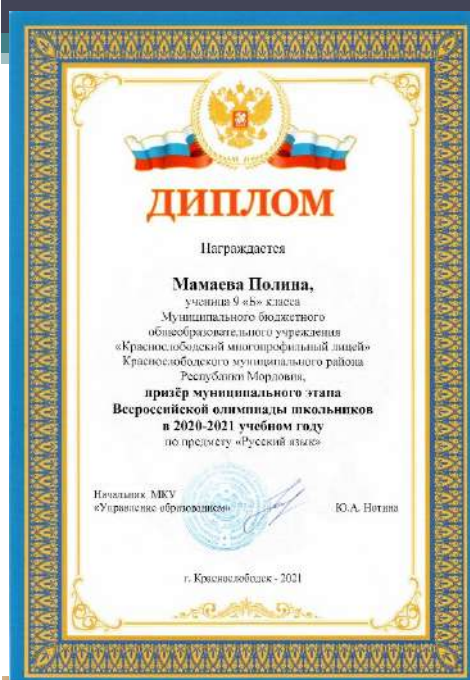 ДИПЛОМ
Награждается
Мамаева Полина,
ученица 9 «Б» класса
Муниципального бюджетного
общеобразовательного учреждения
«Краснослободский многопрофильный лицей»
Краснослободского муниципального района
Республики Мордовия,
призёр муниципального этапа
Всероссийской олимпиады школьников
в 2020-2021 учебном году
по предмету «Русский язык»
Начальник МКУ
«Управление образованием»
Ю.А.
г. Краснослободск - 2021